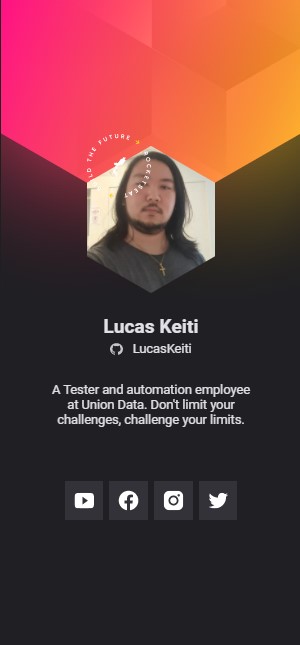 LD THE FUTURE
ROCKETSEAT
Lucas Keiti
LucasKeiti
A Tester and automation employee
at Union Data. Don't limit your
challenges, challenge your limits.